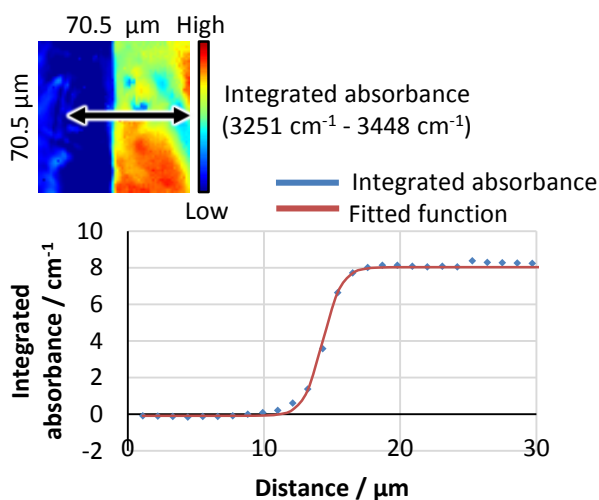 70.5 µm High
70.5 µm
Integrated absorbance
(3251 cm⁻¹ - 3448 cm⁻¹)
Low
Integrated absorbance
Fitted function
Integrated
absorbance / cm⁻¹
10
8
6
4
2
0
-2
0 10 20 30
Distance / µm